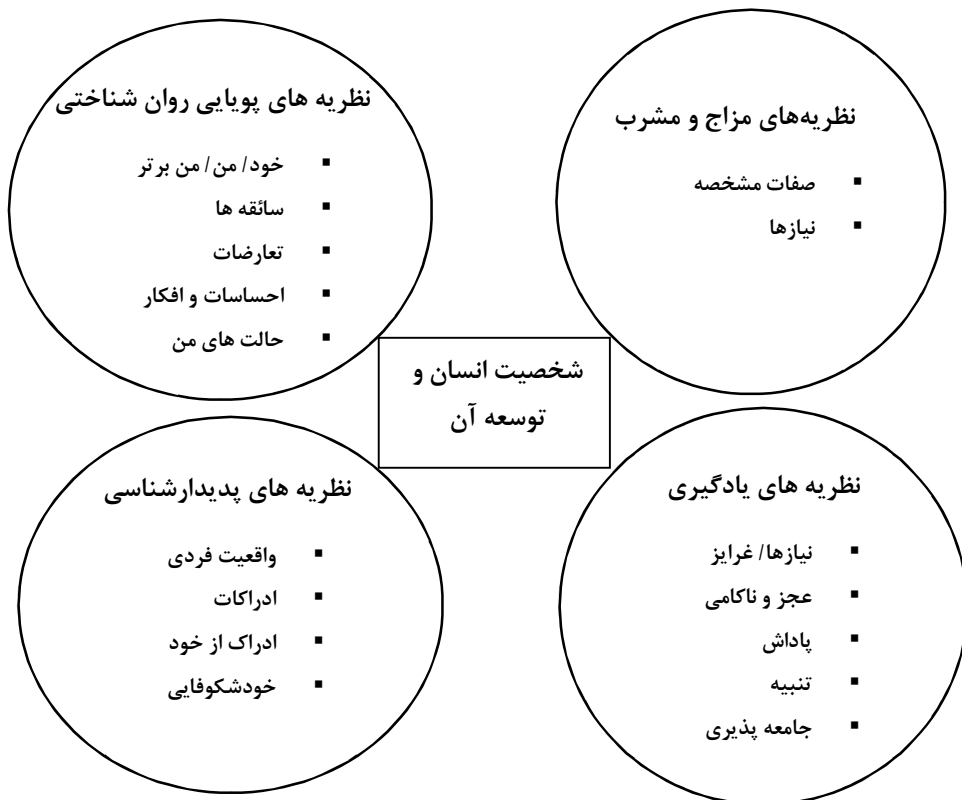 نظریه‌های مزاج و مشرب
▪ صفات مشخصه
▪ نیازها
نظریه های پویایی روان شناختی
▪ خود/ من/ من برتر
▪ سائقه ها
▪ تعارضات
▪ احساسات و افکار
▪ حالت های من
شخصیت انسان و
توسعه آن
نظریه های یادگیری
▪ نیازها/ غرایز
▪ عجز و ناکامی
▪ پاداش
▪ تنبیه
▪ جامعه پذیری
نظریه های پدیدارشناسی
▪ واقعیت فردی
▪ ادراکات
▪ ادراک از خود
▪ خودشکوفایی